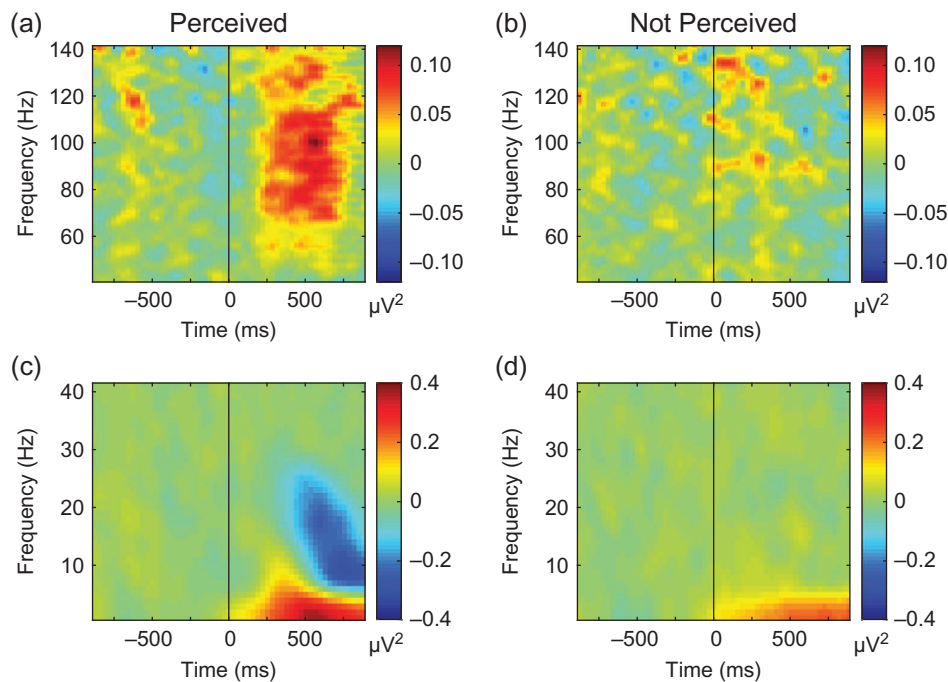 (a) Perceived
Frequency (Hz)
140
120
100
80
60
–500 0 500
Time (ms)
0.10
0.05
0
–0.05
–0.10
µV²
(b) Not Perceived
Frequency (Hz)
140
120
100
80
60
–500 0 500
Time (ms)
0.10
0.05
0
–0.05
–0.10
µV²
(c)
Frequency (Hz)
40
30
20
10
–500 0 500
Time (ms)
0.4
0.2
0
–0.2
–0.4
µV²
(d)
Frequency (Hz)
40
30
20
10
–500 0 500
Time (ms)
0.4
0.2
0
–0.2
–0.4
µV²